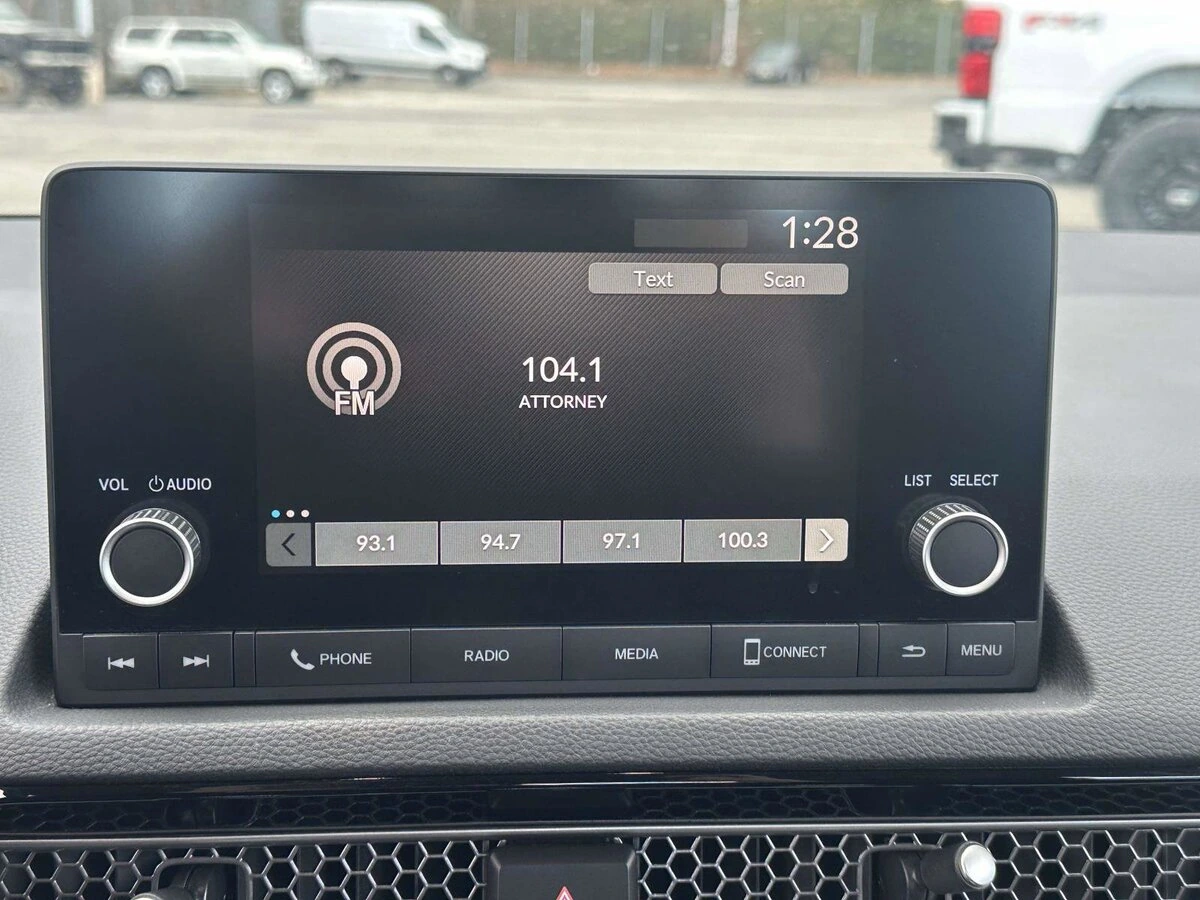 1:28
Text
Scan
104.1
ATTORNEY
FM
VOL
AUDIO
LIST
SELECT
93.1
94.7
97.1
100.3
PHONE
RADIO
MEDIA
CONNECT
MENU